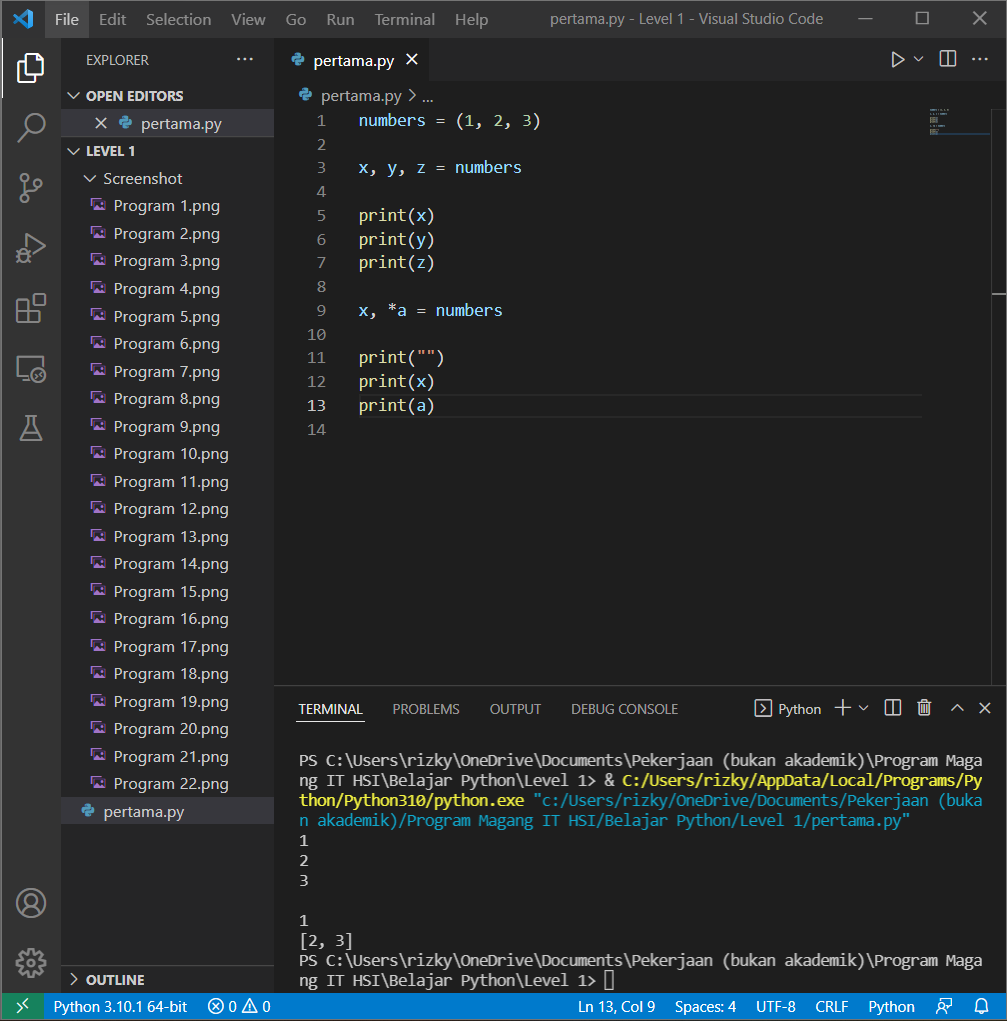 File Edit Selection View Go Run Terminal Help pertama.py - Level 1 - Visual Studio Code
EXPLORER ...
OPEN EDITORS
pertama.py
LEVEL 1
Screenshot
Program 1.png
Program 2.png
Program 3.png
Program 4.png
Program 5.png
Program 6.png
Program 7.png
Program 8.png
Program 9.png
Program 10.png
Program 11.png
Program 12.png
Program 13.png
Program 14.png
Program 15.png
Program 16.png
Program 17.png
Program 18.png
Program 19.png
Program 20.png
Program 21.png
Program 22.png
pertama.py
OUTLINE
pertama.py
pertama.py > ...
1 numbers = (1, 2, 3)
2
3 x, y, z = numbers
4
5 print(x)
6 print(y)
7 print(z)
8
9 x, *a = numbers
10
11 print("")
12 print(x)
13 print(a)
14
TERMINAL PROBLEMS OUTPUT DEBUG CONSOLE Python
PS C:\Users\rizky\OneDrive\Documents\Pekerjaan (bukan akademik)\Program Maga
ng IT HSI\Belajar Python\Level 1> & C:/Users/rizky/AppData/Local/Programs/Py
thon/Python310/python.exe "c:/Users/rizky/OneDrive/Documents/Pekerjaan (buka
n akademik)/Program Magang IT HSI/Belajar Python/Level 1/pertama.py"
1
2
3
1
[2, 3]
PS C:\Users\rizky\OneDrive\Documents\Pekerjaan (bukan akademik)\Program Maga
ng IT HSI\Belajar Python\Level 1>
Python 3.10.1 64-bit 0 0 Ln 13, Col 9 Spaces: 4 UTF-8 CRLF Python